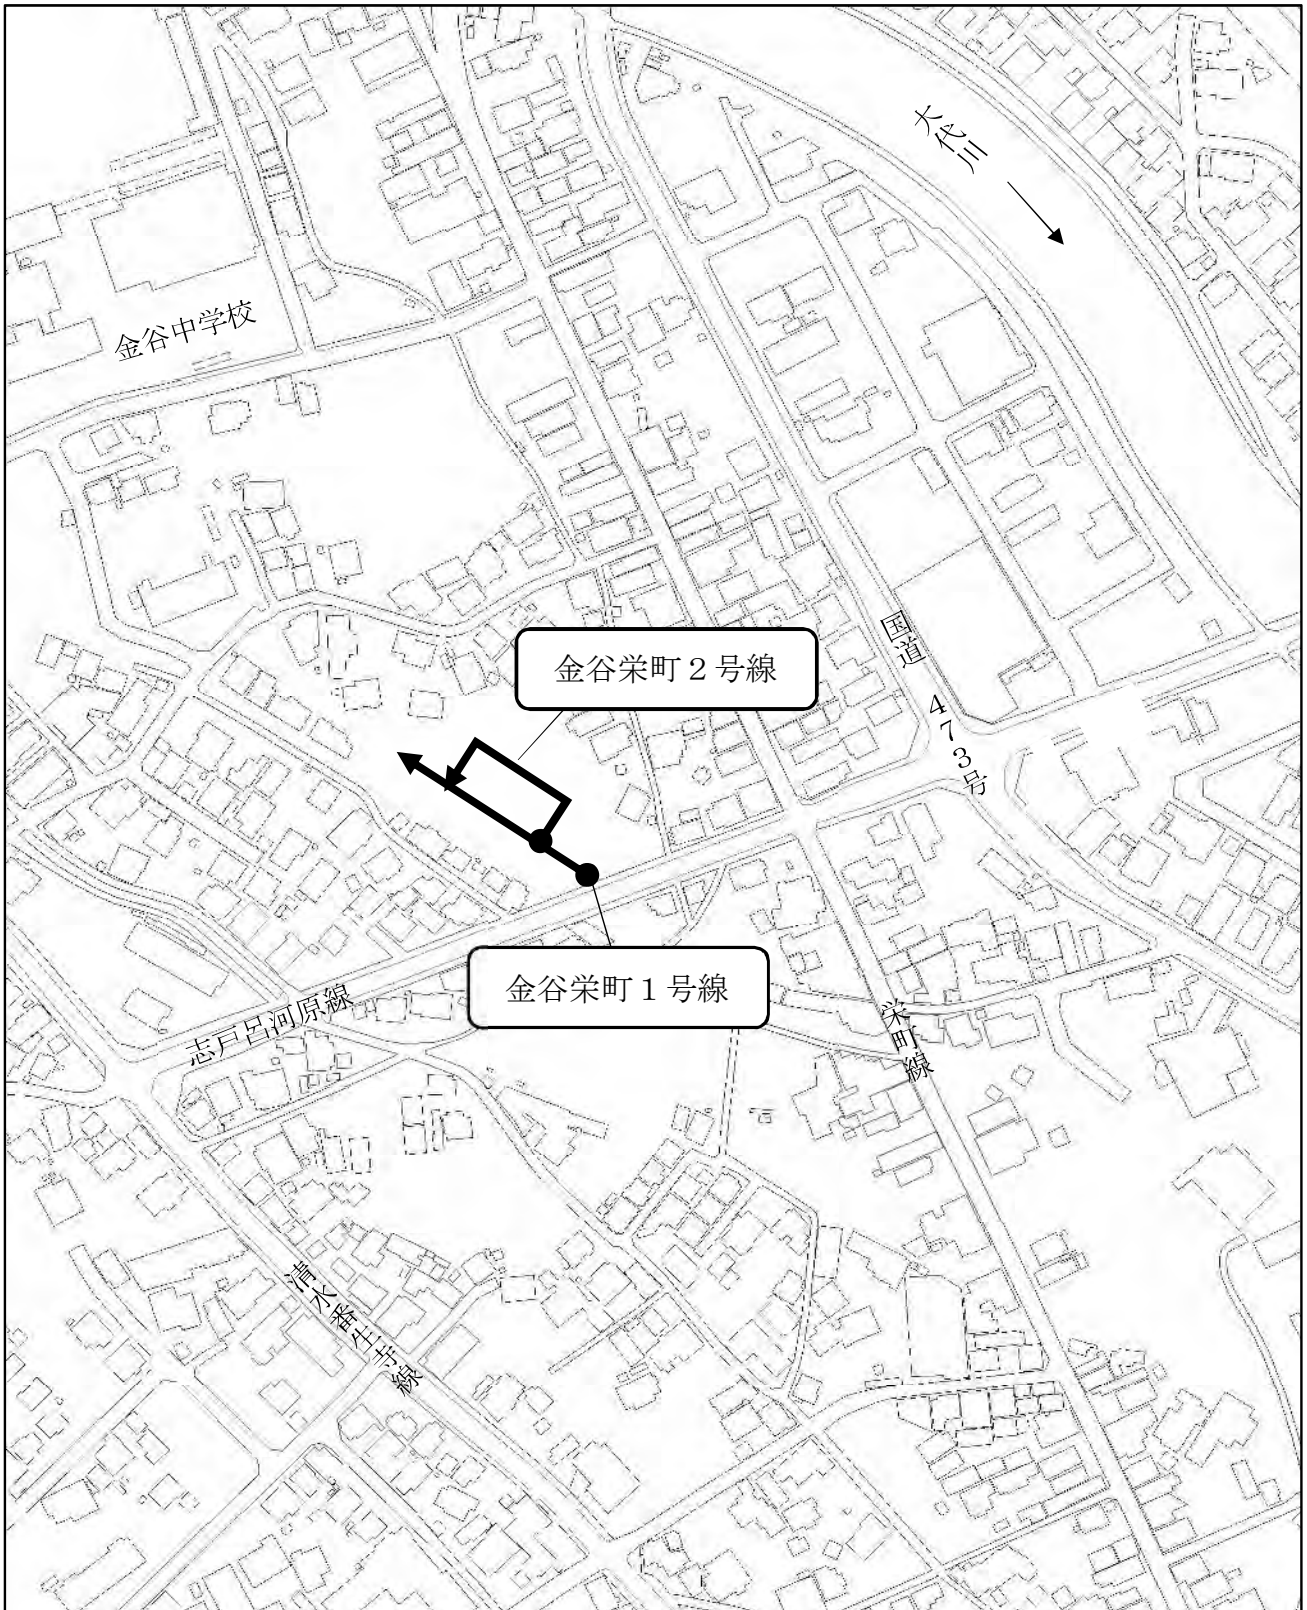 大代川
金谷中学校
国道 473号
金谷栄町2号線
金谷栄町1号線
志戸呂河原線
栄町線
清水番生寺線